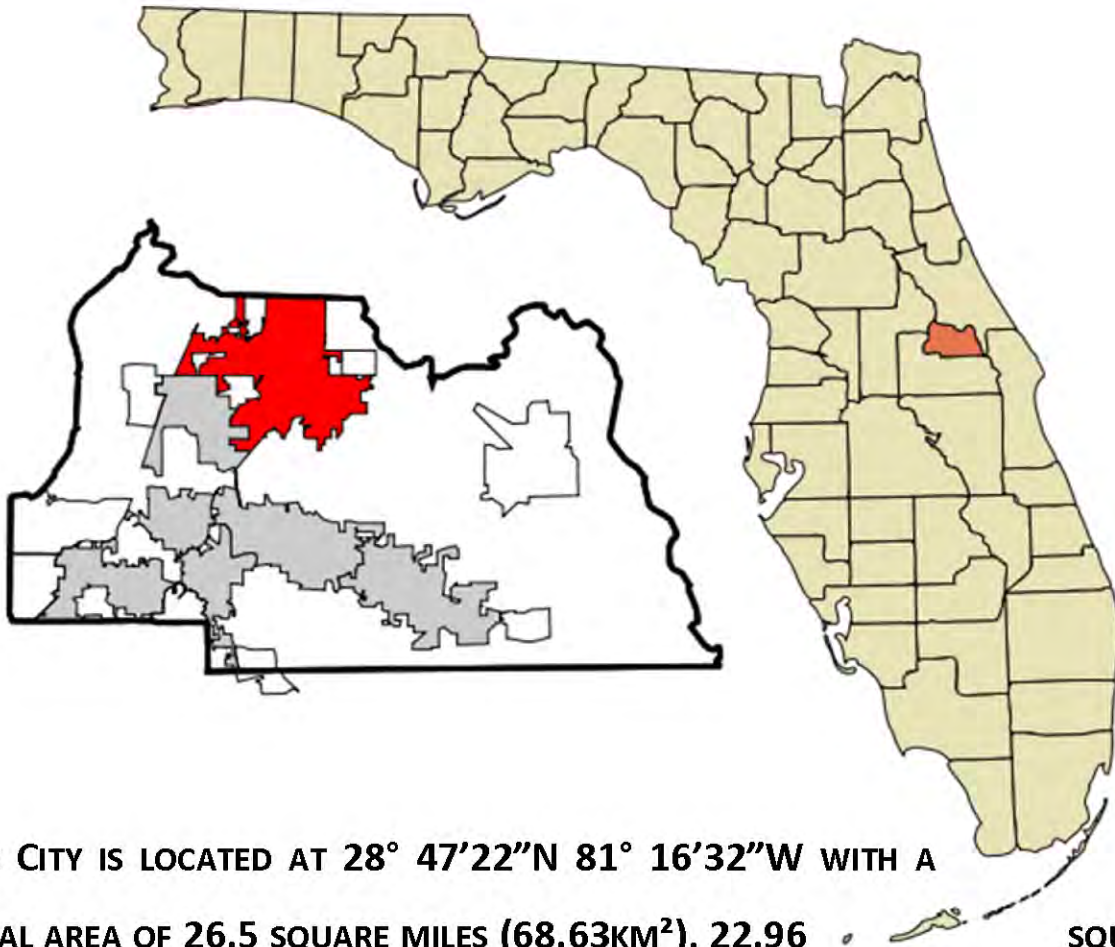 CITY IS LOCATED AT 28° 47’22”N 81° 16’32”W WITH A
AREA OF 26.5 SQUARE MILES (68.63KM²). 22.96